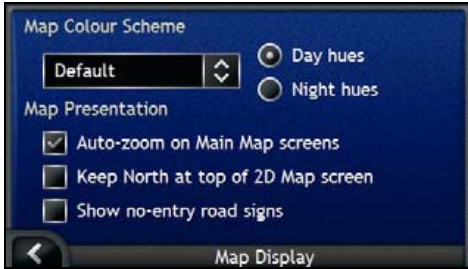 Map Colour Scheme
Default
Day hues
Night hues
Map Presentation
Auto-zoom on Main Map screens
Keep North at top of 2D Map screen
Show no-entry road signs
Map Display